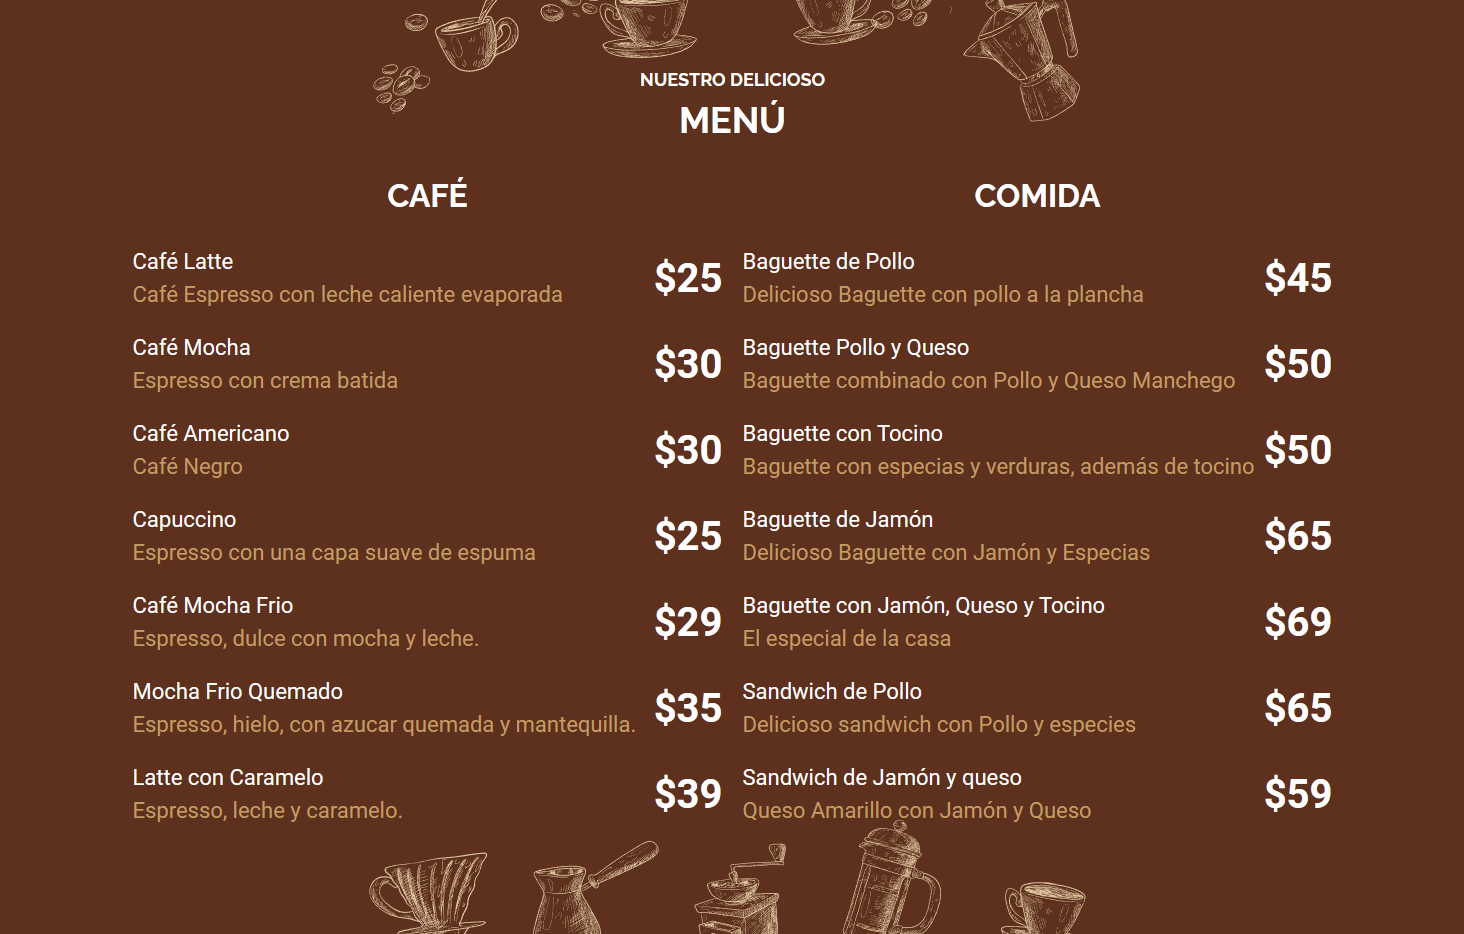 NUESTRO DELICIOSO
MENÚ
CAFÉ
Café Latte
Café Espresso con leche caliente evaporada
$25
Café Mocha
Espresso con crema batida
$30
Café Americano
Café Negro
$30
Capuccino
Espresso con una capa suave de espuma
$25
Café Mocha Frio
Espresso, dulce con mocha y leche.
$29
Mocha Frio Quemado
Espresso, hielo, con azucar quemada y mantequilla.
$35
Latte con Caramelo
Espresso, leche y caramelo.
$39
COMIDA
Baguette de Pollo
Delicioso Baguette con pollo a la plancha
$45
Baguette Pollo y Queso
Baguette combinado con Pollo y Queso Manchego
$50
Baguette con Tocino
Baguette con especias y verduras, además de tocino
$50
Baguette de Jamón
Delicioso Baguette con Jamón y Especias
$65
Baguette con Jamón, Queso y Tocino
El especial de la casa
$69
Sandwich de Pollo
Delicioso sandwich con Pollo y especies
$65
Sandwich de Jamón y queso
Queso Amarillo con Jamón y Queso
$59